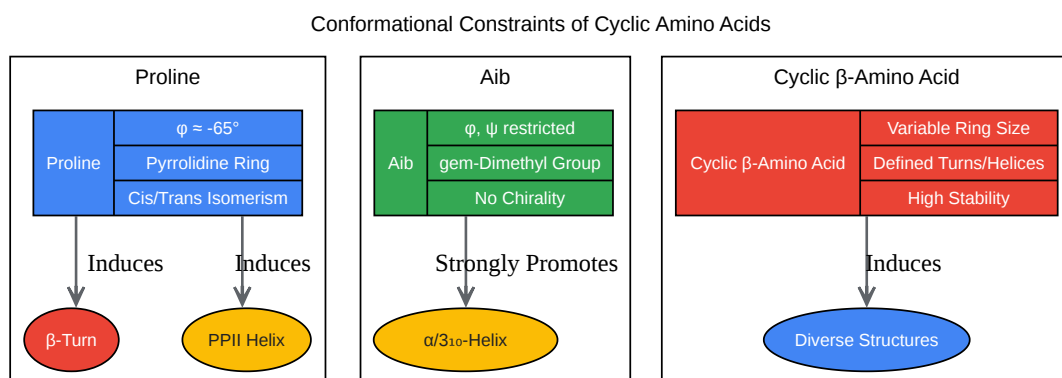 Conformational Constraints of Cyclic Amino Acids
Proline
Proline
φ ≈ -65°
Pyrrolidine Ring
Cis/Trans Isomerism
Induces
Induces
β-Turn
PPII Helix
Aib
Aib
φ, ψ restricted
gem-Dimethyl Group
No Chirality
Strongly Promotes
α/3₁₀-Helix
Cyclic β-Amino Acid
Cyclic β-Amino Acid
Variable Ring Size
Defined Turns/Helices
High Stability
Induces
Diverse Structures